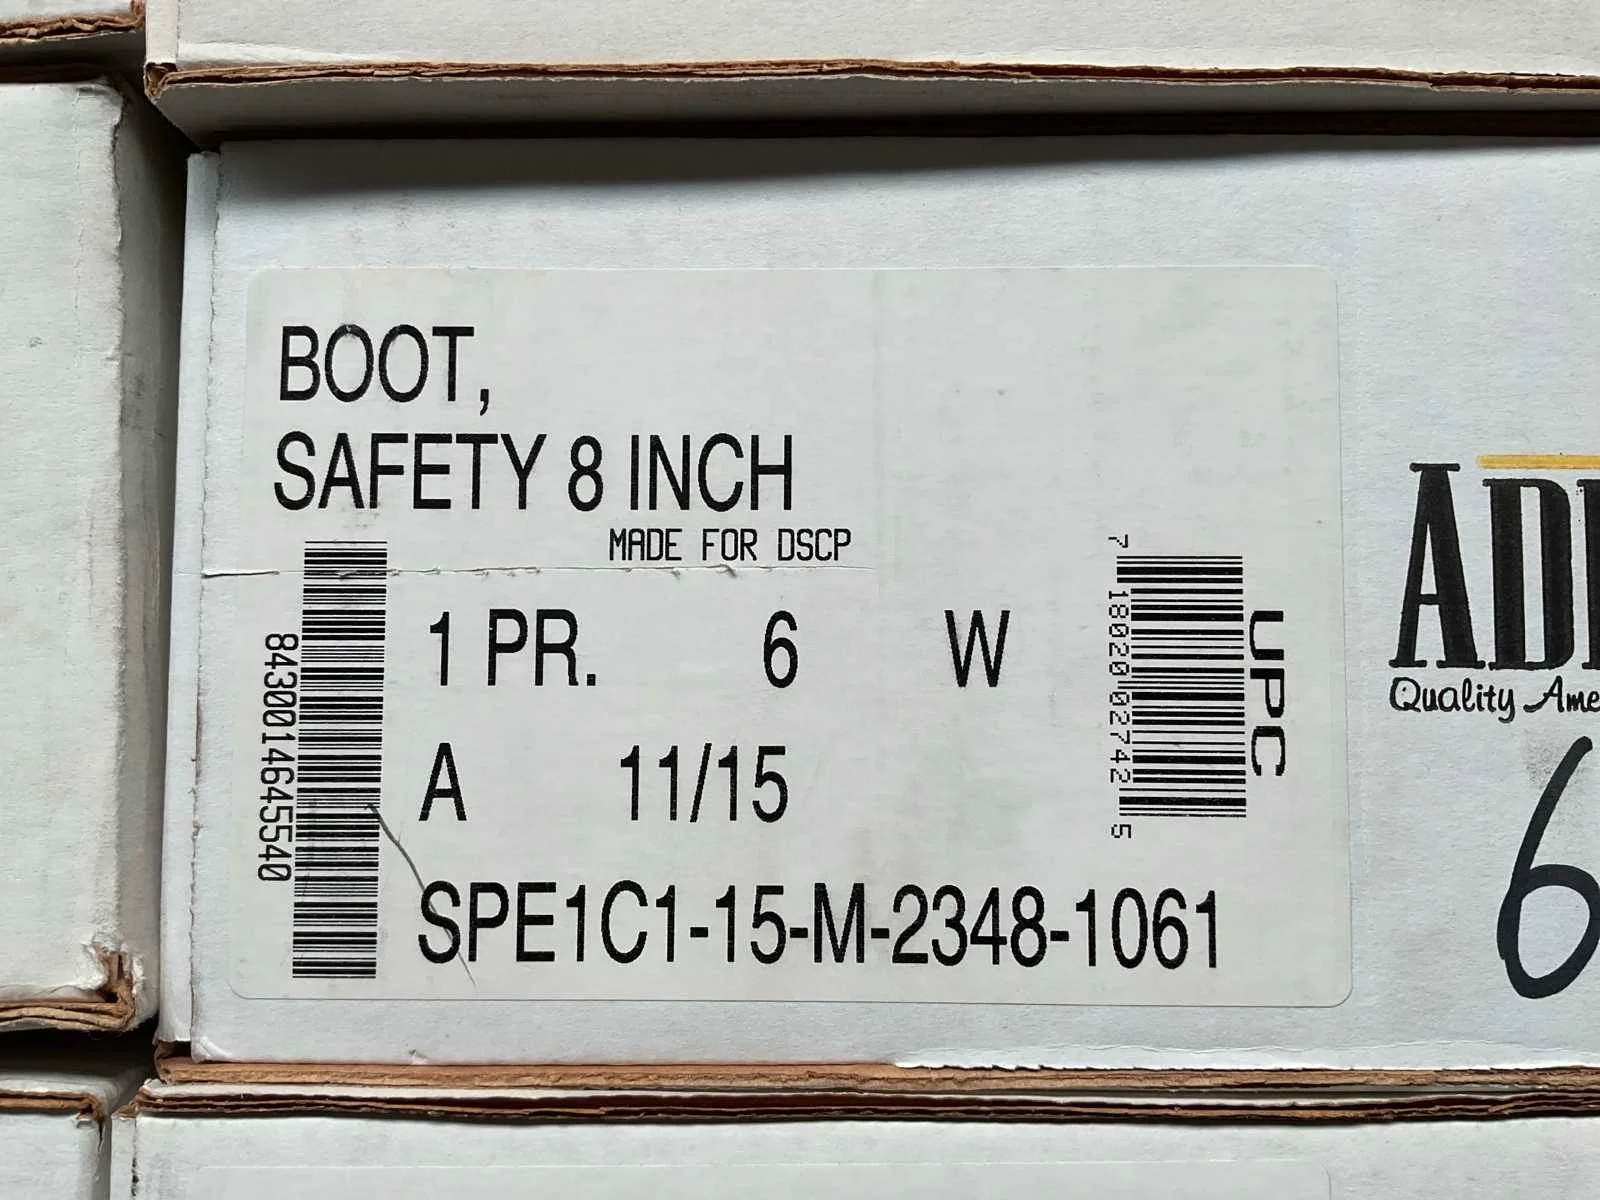 BOOT,
SAFETY 8 INCH
MADE FOR DSCP
8430014645540
1 PR. 6 W
A 11/15
SPE1C1-15-M-2348-1061
7 18020 02742 5
UPC
Quality
6